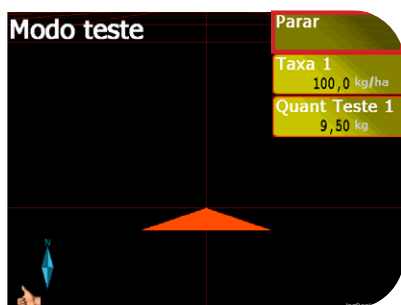 Modo teste
Parar
Taxa 1
100,0 kg/ha
Quant Teste 1
9,50 kg
N